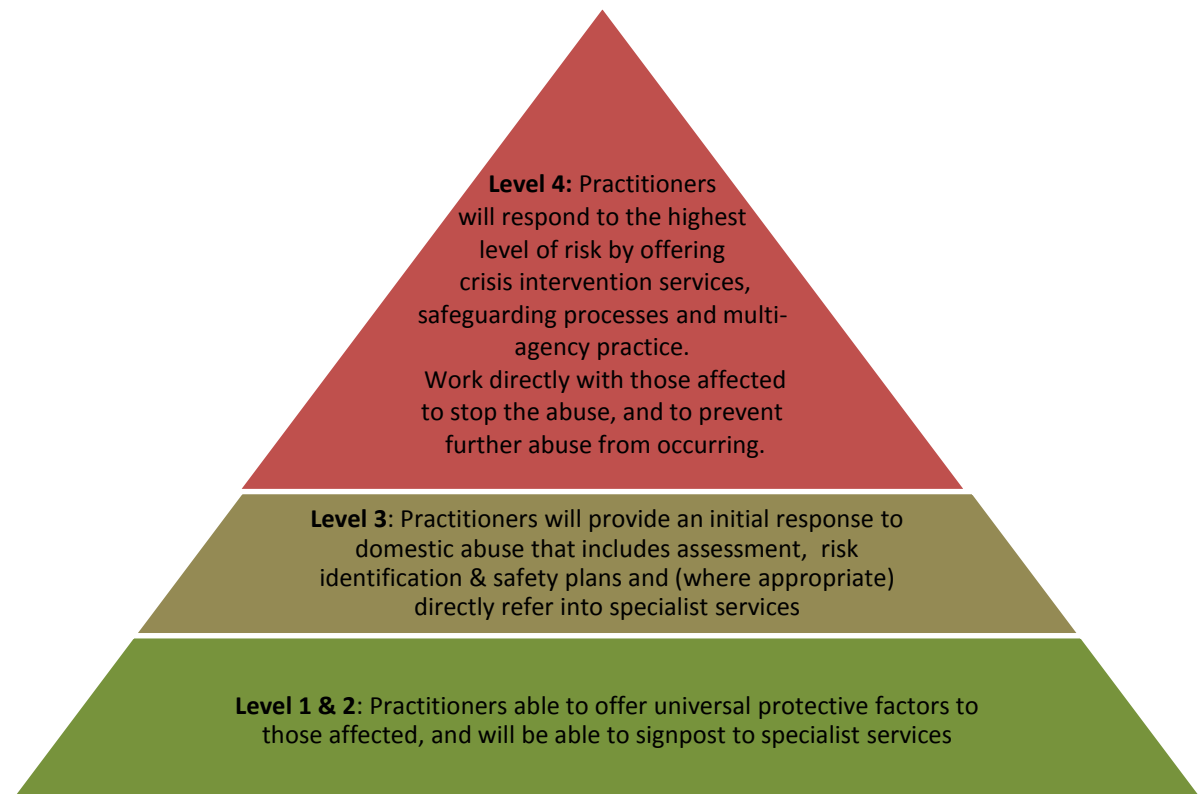 Level 4: Practitioners
will respond to the highest
level of risk by offering
crisis intervention services,
safeguarding processes and multi-
agency practice.
Work directly with those affected
to stop the abuse, and to prevent
further abuse from occurring.
Level 3: Practitioners will provide an initial response to
domestic abuse that includes assessment,  risk
identification & safety plans and (where appropriate)
directly refer into specialist services
Level 1 & 2: Practitioners able to offer universal protective factors to
those affected, and will be able to signpost to specialist services